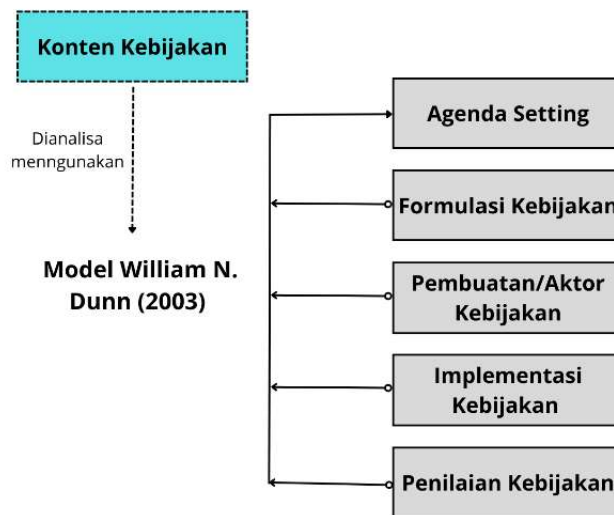 Konten Kebijakan
Dianalisa
menngunakan
Model William N.
Dunn (2003)
Agenda Setting
Formulasi Kebijakan
Pembuatan/Aktor
Kebijakan
Implementasi
Kebijakan
Penilaian Kebijakan